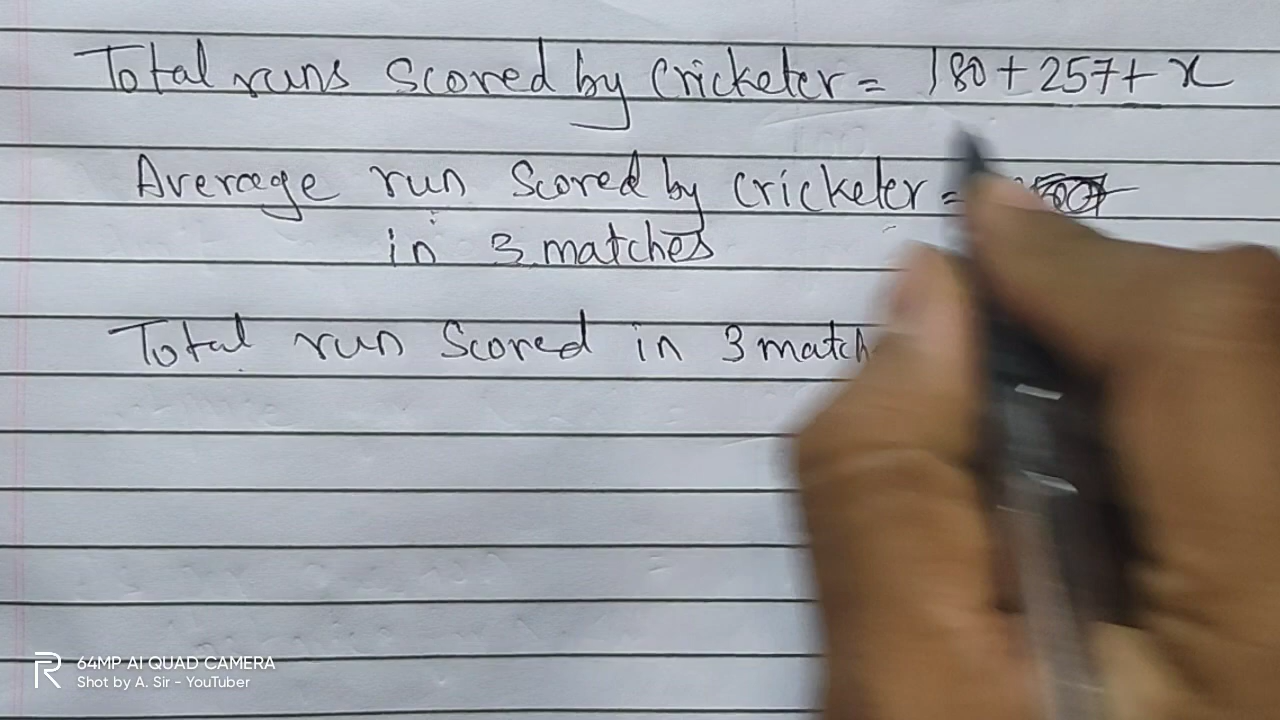 Total runs scored by cricketer = 180 + 257 + x
Average run scored by cricketer =
in 3 matches
Total run scored in 3 match
64MP AI QUAD CAMERA
Shot by A. Sir - YouTuber